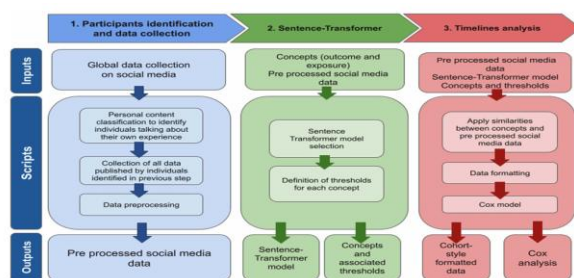 1. Participants identification
and data collection
2. Sentence-Transformer
3. Timelines analysis
Inputs
Global data collection
on social media
Concepts (outcome and
exposure)
Pre processed social media
data
Pre processed social media
data
Sentence-Transformer model
Concepts and thresholds
Scripts
Personal content
classification to identify
individuals talking about
their own experience
Collection of all data
published by individuals
identified in previous step
Data preprocessing
Sentence
Transformer model
selection
Definition of thresholds
for each concept
Apply similarities
between concepts and
pre processed social
media data
Data formatting
Cox model
Outputs
Pre processed social media
data
Sentence-
Transformer
model
Concepts
and
associated
thresholds
Cohort-
style
formatted
data
Cox
analysis